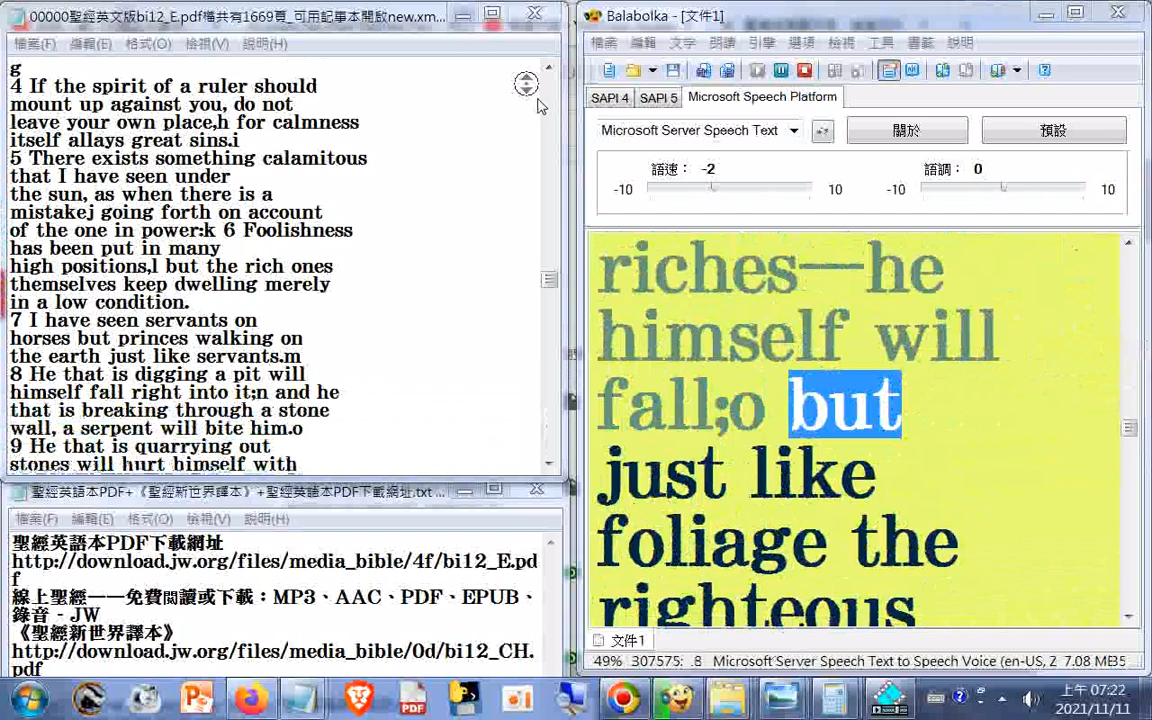 00000聖經英文版bi12_E.pdf檔共有1669頁_可用記事本開啟new.xm...
檔案(F) 編輯(E) 格式(O) 檢視(V) 說明(H)
g
4 If the spirit of a ruler should
mount up against you, do not
leave your own place,h for calmness
itself allays great sins.i
5 There exists something calamitous
that I have seen under
the sun, as when there is a
mistakej going forth on account
of the one in power:k 6 Foolishness
has been put in many
high positions,l but the rich ones
themselves keep dwelling merely
in a low condition.
7 I have seen servants on
horses but princes walking on
the earth just like servants.m
8 He that is digging a pit will
himself fall right into it;n and he
that is breaking through a stone
wall, a serpent will bite him.o
9 He that is quarrying out
stones will hurt himself with
聖經英語本PDF+《聖經新世界譯本》+聖經英語本PDF下載網址.txt ...
檔案(F) 編輯(E) 格式(O) 檢視(V) 說明(H)
聖經英語本PDF下載網址
http://download.jw.org/files/media_bible/4f/bi12_E.pd
f
線上聖經——免費閱讀或下載：MP3、AAC、PDF、EPUB、
錄音 - JW
《聖經新世界譯本》
http://download.jw.org/files/media_bible/0d/bi12_CH.
pdf
Balabolka - [文件1]
檔案 編輯 文字 朗讀 引擎 選項 檢視 工具 書籤 說明
SAPI 4 SAPI 5 Microsoft Speech Platform
Microsoft Server Speech Text 關於 預設
語速： -2 語調： 0
-10 10 -10 10
riches—he
himself will
fall;o but
just like
foliage the
righteous
文件1
49% 307575: .8 Microsoft Server Speech Text to Speech Voice (en-US, Z 7.08 MB35
上午 07:22
2021/11/11